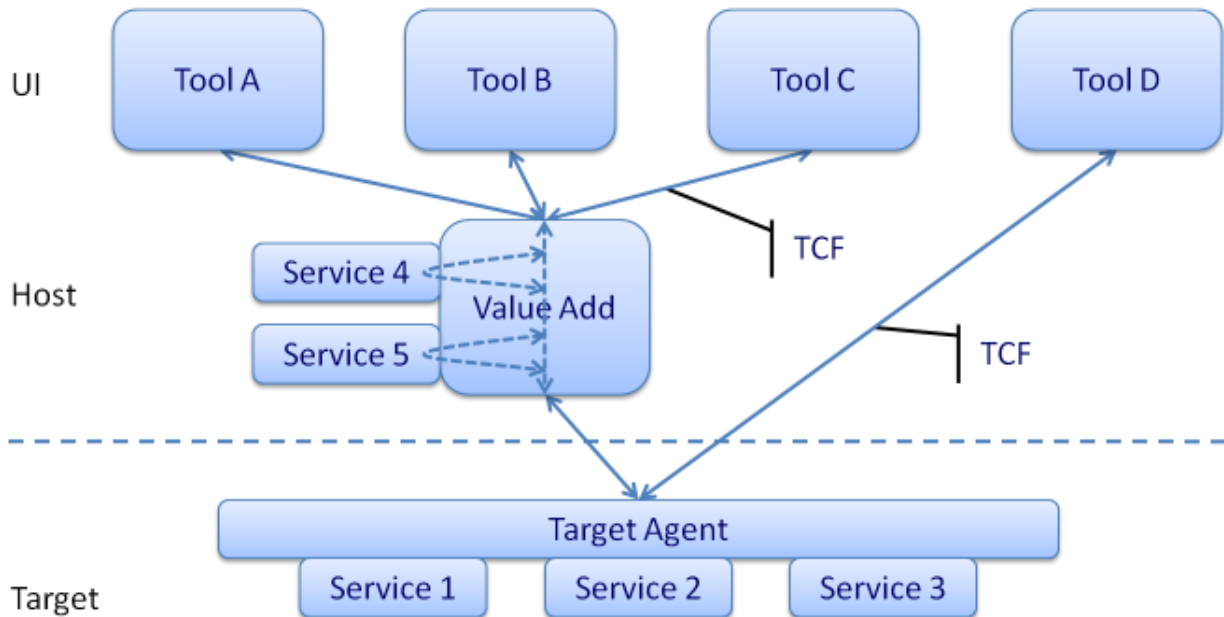 UI
Tool A
Tool B
Tool C
Tool D
Host
Service 4
Value Add
Service 5
TCF
TCF
Target Agent
Target
Service 1
Service 2
Service 3